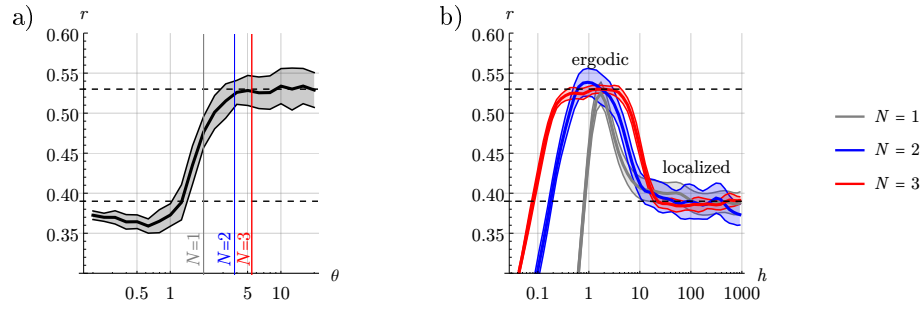 a)
r
0.60
0.55
0.50
0.45
0.40
0.35
N=1
N=2
N=3
0.5 1 5 10
θ
b)
r
0.60
0.55
0.50
0.45
0.40
0.35
ergodic
localized
0.1 1 10 100 1000
h
N = 1
N = 2
N = 3